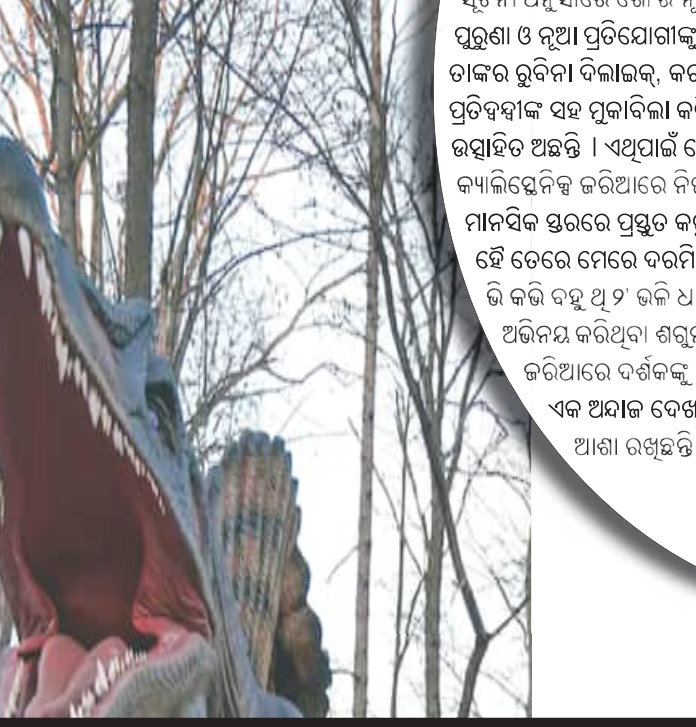 ପୁରୁଣା ଓ ନୂଆ ପ୍ରତିଯୋଗୀଙ୍କୁ
ତାଙ୍କର ରୁବିନା ଦିଲାଇକ୍,
ପ୍ରତିଦ୍ୱନ୍ଦ୍ୱୀଙ୍କ ସହ ମୁକାବିଲା
ଉତ୍ସାହିତ ଅଛନ୍ତି । ଏଥିପାଇଁ
କ୍ୟାଲିସ୍ଥେନିକ୍ସ ଜରିଆରେ
ମାନସିକ ସ୍ତରରେ ପ୍ରସ୍ତୁତ
ହୈ ତେରେ ମେରେ ଦରମି
ଭି କଭି ବହୁ ଥି ୨' ଭଳି ଧ
ଅଭିନୟ କରିଥିବା ଶଗୁ
ଜରିଆରେ ଦର୍ଶକଙ୍କୁ
ଏକ ଅନ୍ଦାଜ ଦେଖ
ଆଶା ରଖିଛନ୍ତି